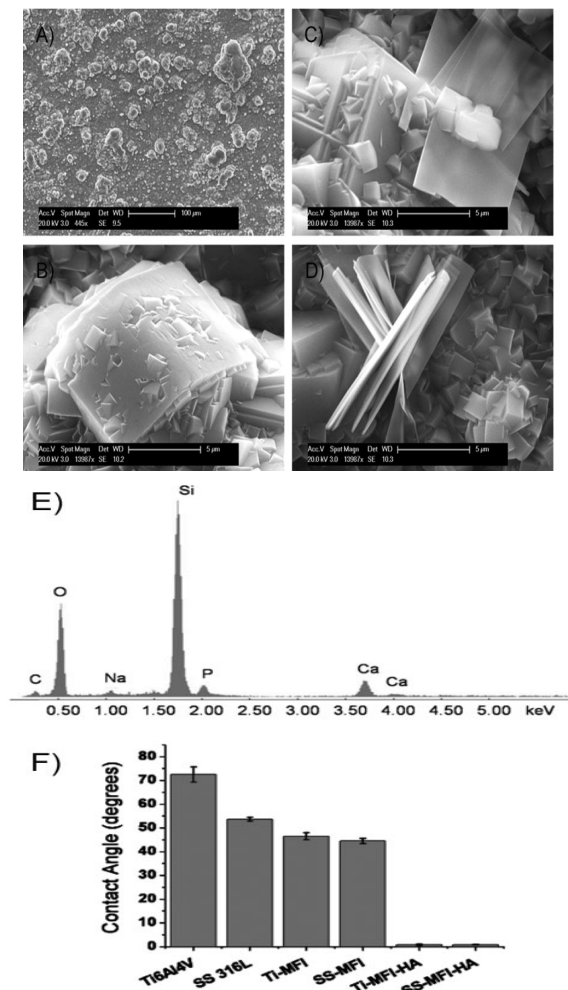 A)
Acc.V Spot Magn Det WD 100 µm
20.0 kV 3.0 445x SE 9.5
C)
Acc.V Spot Magn Det WD 5 µm
20.0 kV 3.0 13987x SE 10.3
B)
Acc.V Spot Magn Det WD 5 µm
20.0 kV 3.0 13987x SE 10.2
D)
Acc.V Spot Magn Det WD 5 µm
20.0 kV 3.0 13987x SE 10.3
E)
Si
O
C
Na
P
Ca
Ca
0.50 1.00 1.50 2.00 2.50 3.00 3.50 4.00 4.50 5.00 keV
F)
Contact Angle (degrees)
80
70
60
50
40
30
20
10
0
Ti6Al4V
SS 316L
Ti-MFI
SS-MFI
Ti-MFI-HA
SS-MFI-HA